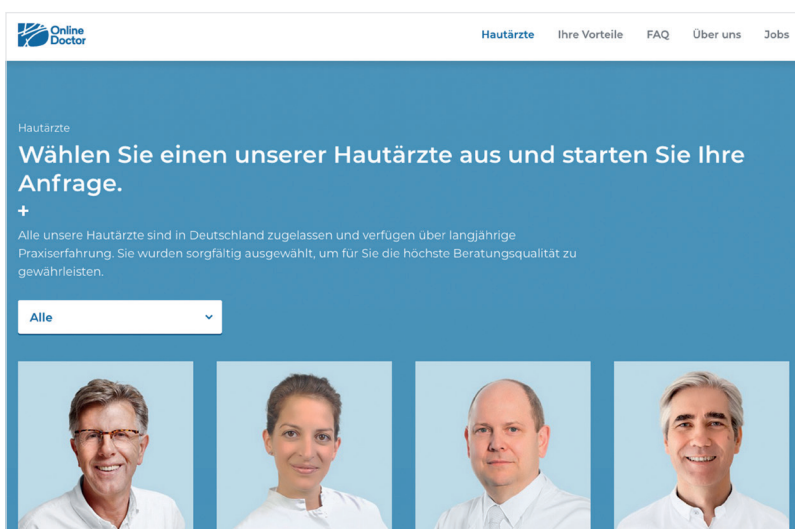 Online
Doctor
Hautärzte Ihre Vorteile FAQ Über uns Jobs
Hautärzte
Wählen Sie einen unserer Hautärzte aus und starten Sie Ihre
Anfrage.
+
Alle unsere Hautärzte sind in Deutschland zugelassen und verfügen über langjährige
Praxiserfahrung. Sie wurden sorgfältig ausgewählt, um für Sie die höchste Beratungsqualität zu
gewährleisten.
Alle